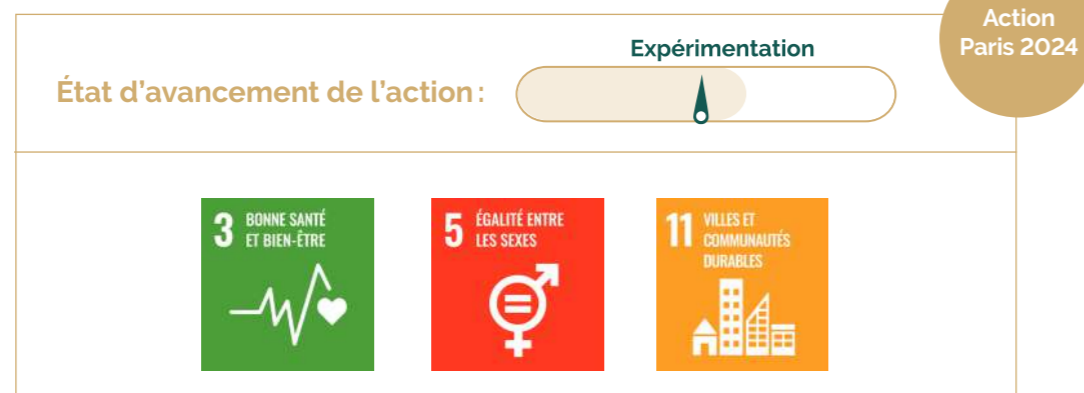 Action
Paris 2024
Expérimentation
État d’avancement de l’action :
3 BONNE SANTÉ
ET BIEN-ÊTRE
5 ÉGALITÉ ENTRE
LES SEXES
11 VILLES ET
COMMUNAUTÉS
DURABLES